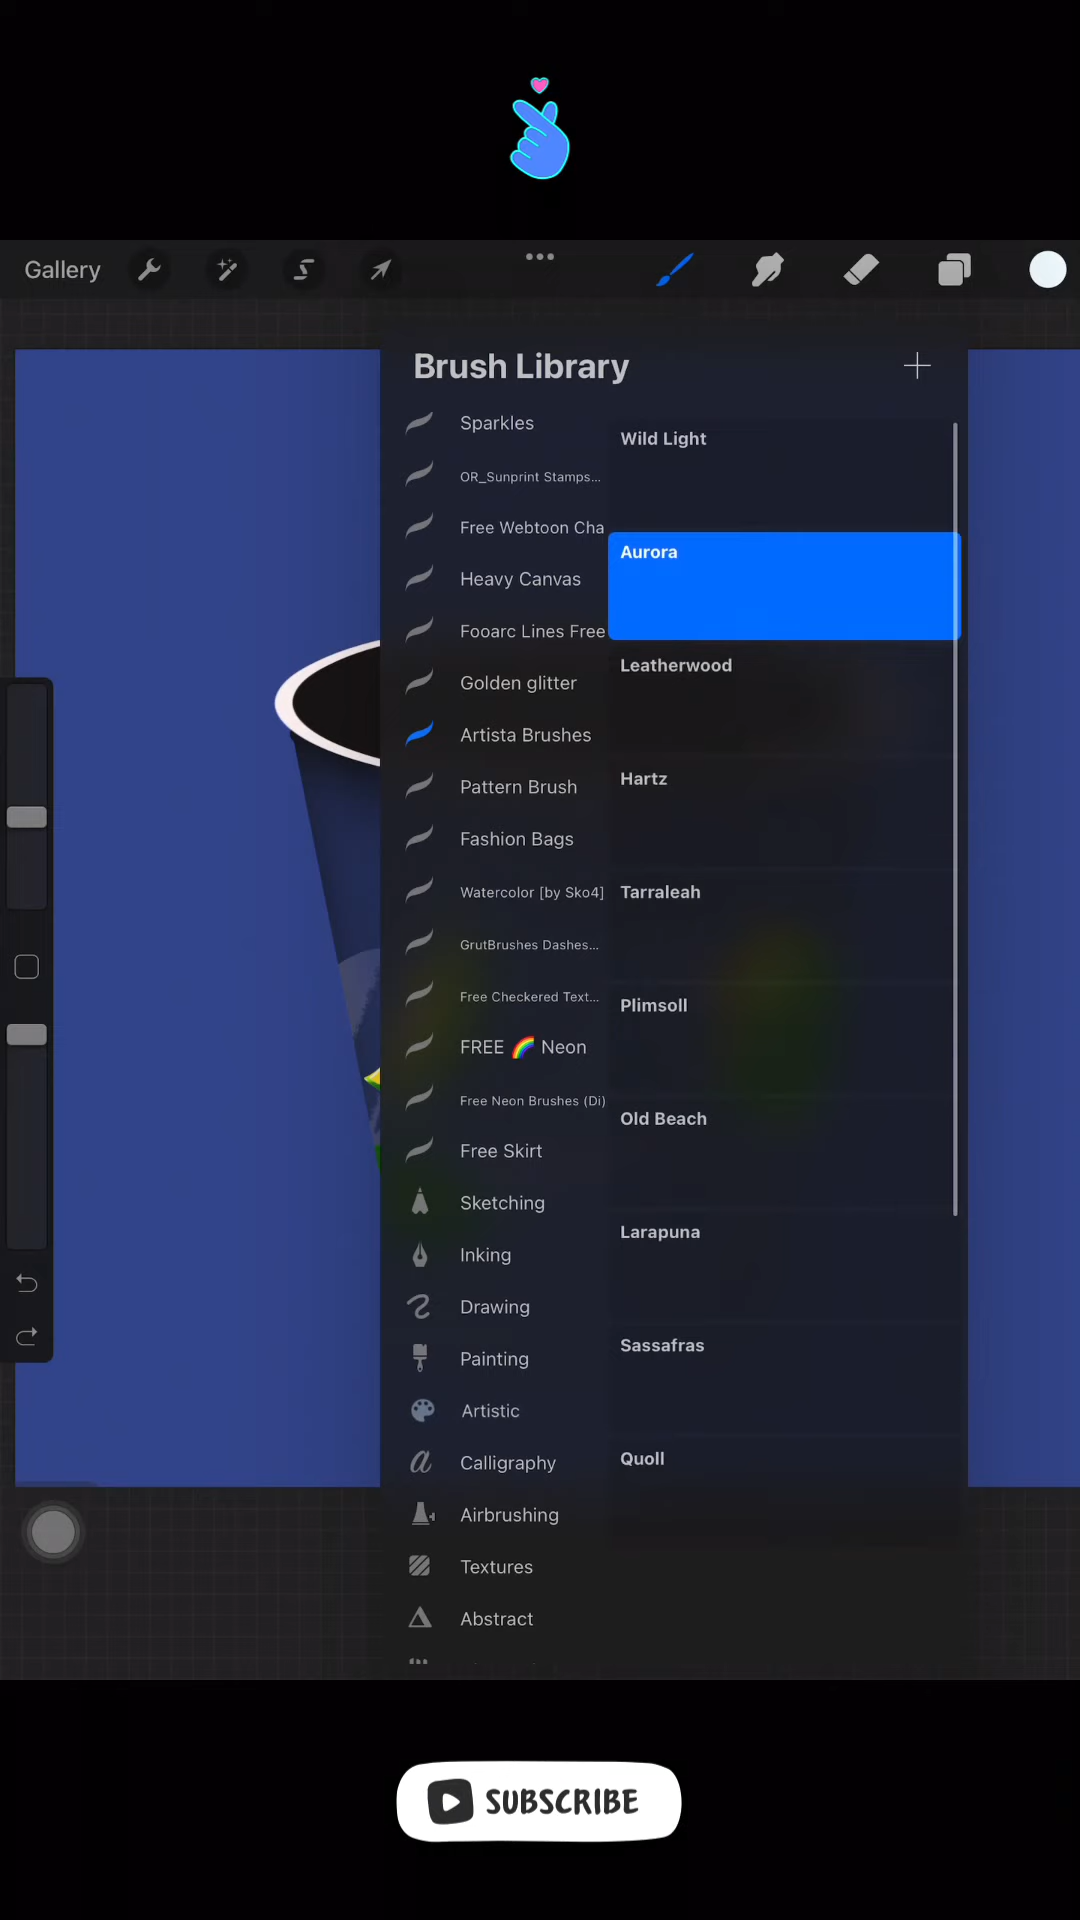 Gallery
Brush Library
Sparkles
OR_Sunprint Stamps...
Free Webtoon Cha
Heavy Canvas
Fooarc Lines Free
Golden glitter
Artista Brushes
Pattern Brush
Fashion Bags
Watercolor [by Sko4]
GrutBrushes Dashes...
Free Checkered Text...
FREE 🌈 Neon
Free Neon Brushes (Di)
Free Skirt
Sketching
Inking
Drawing
Painting
Artistic
Calligraphy
Airbrushing
Textures
Abstract
Wild Light
Aurora
Leatherwood
Hartz
Tarraleah
Plimsoll
Old Beach
Larapuna
Sassafras
Quoll
SUBSCRIBE